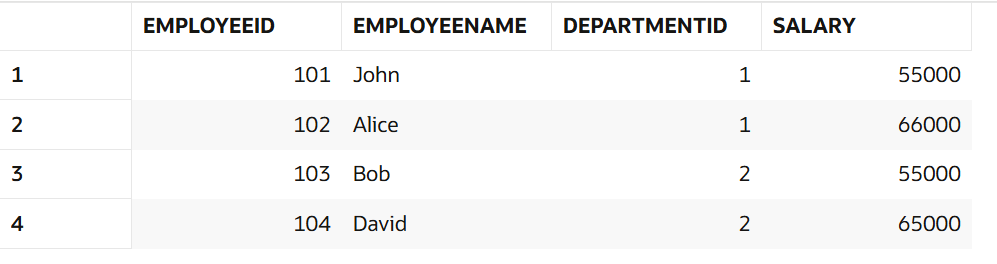 EMPLOYEEID EMPLOYEENAME DEPARTMENTID SALARY
1 101 John 1 55000
2 102 Alice 1 66000
3 103 Bob 2 55000
4 104 David 2 65000